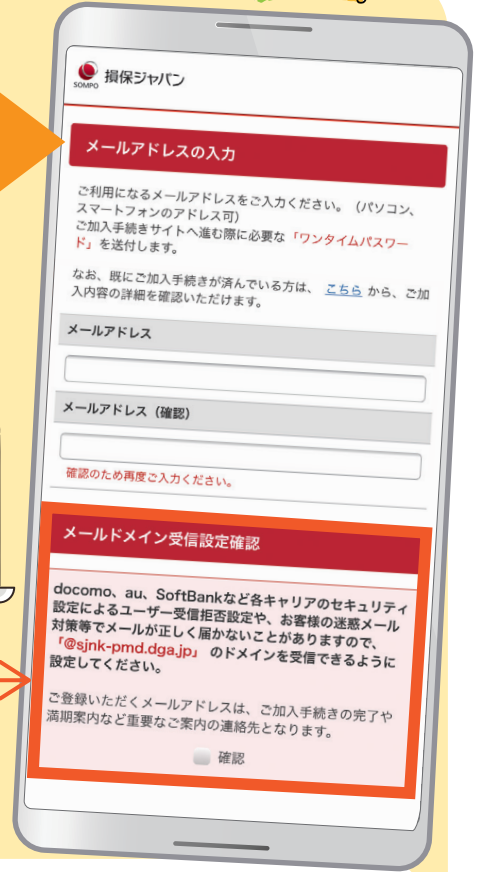 SOMPO 損保ジャパン
メールアドレスの入力
ご利用になるメールアドレスをご入力ください。（パソコン、
スマートフォンのアドレス可）
ご加入手続きサイトへ進む際に必要な「ワンタイムパスワー
ド」を送付します。
なお、既にご加入手続きが済んでいる方は、 こちら から、ご加
入内容の詳細を確認いただけます。
メールアドレス
メールアドレス（確認）
確認のため再度ご入力ください。
メールドメイン受信設定確認
docomo、au、SoftBankなど各キャリアのセキュリティ
設定によるユーザー受信拒否設定や、お客様の迷惑メール
対策等でメールが正しく届かないことがありますので、
「@sjnk-pmd.dga.jp」 のドメインを受信できるように
設定してください。
ご登録いただくメールアドレスは、ご加入手続きの完了や
満期案内など重要なご案内の連絡先となります。
確認